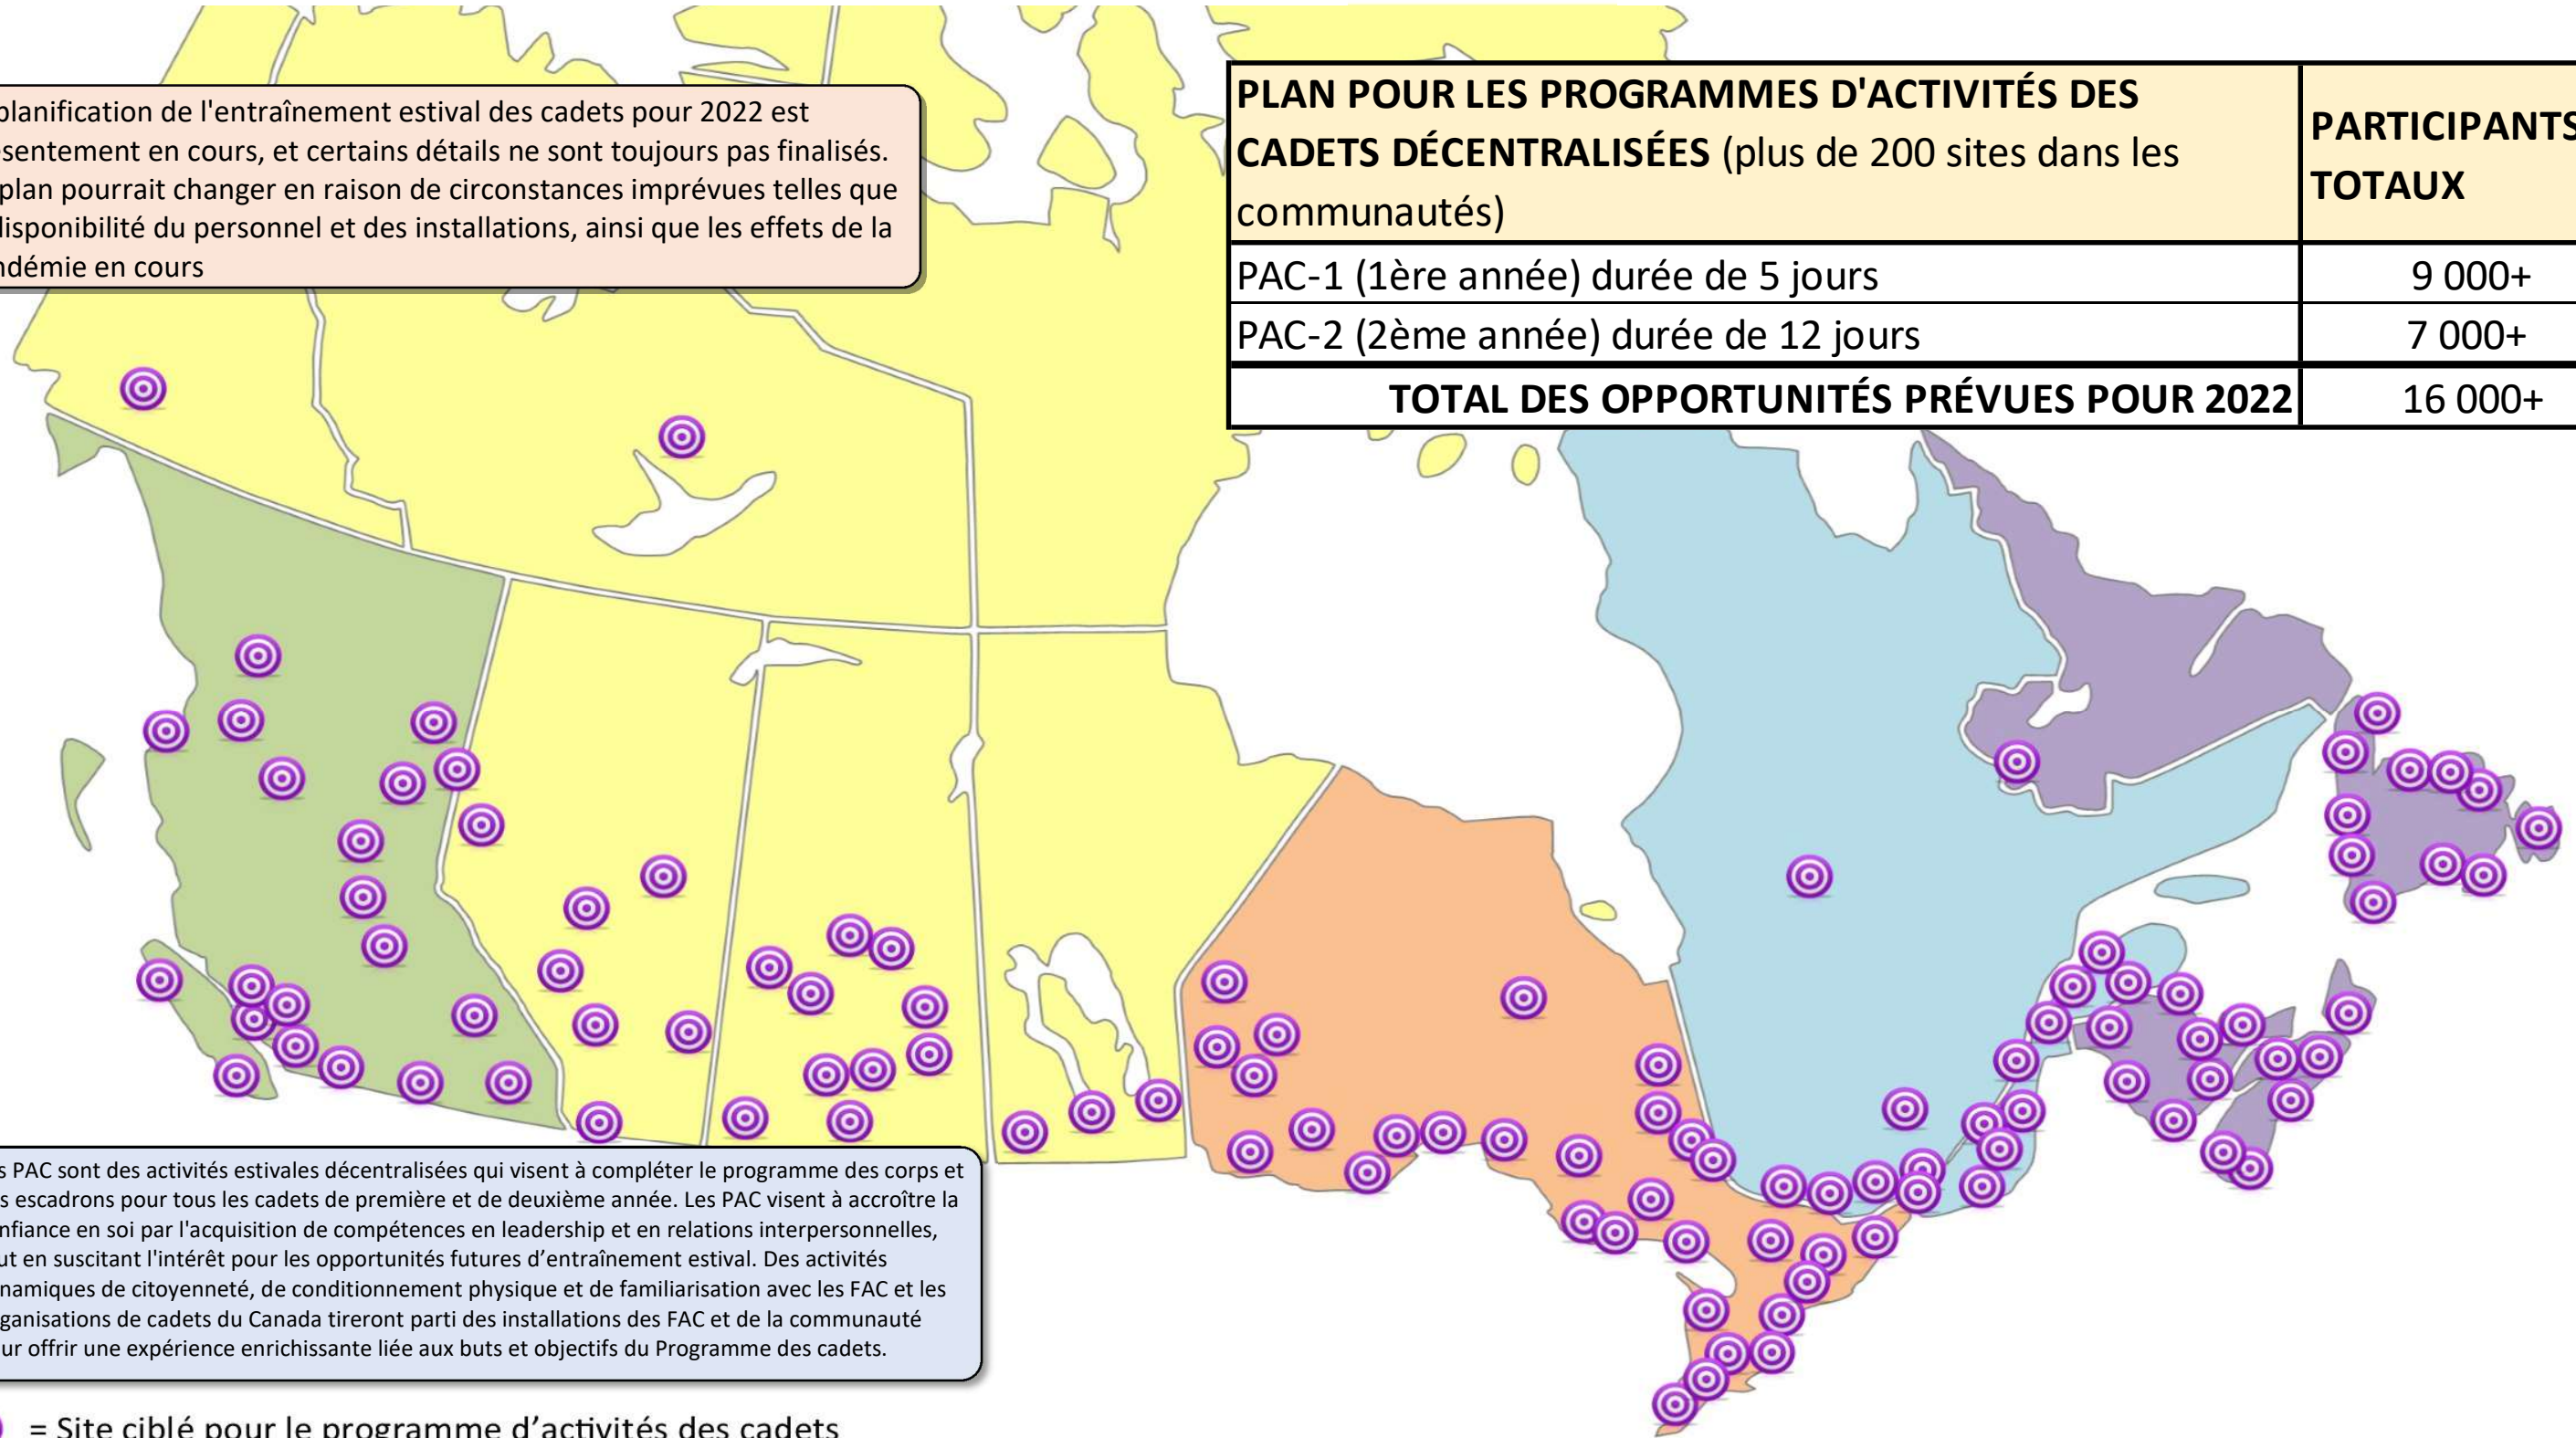 planification de l'entraînement estival des cadets pour 2022 est
sentement en cours, et certains détails ne sont toujours pas finalisés.
plan pourrait changer en raison de circonstances imprévues telles que
disponibilité du personnel et des installations, ainsi que les effets de la
ndémie en cours
PLAN POUR LES PROGRAMMES D'ACTIVITÉS DES
CADETS DÉCENTRALISÉES (plus de 200 sites dans les
communautés)
PARTICIPANTS
TOTAUX
PAC-1 (1ère année) durée de 5 jours 9 000+
PAC-2 (2ème année) durée de 12 jours 7 000+
TOTAL DES OPPORTUNITÉS PRÉVUES POUR 2022 16 000+
s PAC sont des activités estivales décentralisées qui visent à compléter le programme des corps et
s escadrons pour tous les cadets de première et de deuxième année. Les PAC visent à accroître la
nfiance en soi par l'acquisition de compétences en leadership et en relations interpersonnelles,
ut en suscitant l'intérêt pour les opportunités futures d’entraînement estival. Des activités
namiques de citoyenneté, de conditionnement physique et de familiarisation avec les FAC et les
ganisations de cadets du Canada tireront parti des installations des FAC et de la communauté
ur offrir une expérience enrichissante liée aux buts et objectifs du Programme des cadets.
= Site ciblé pour le programme d’activités des cadets